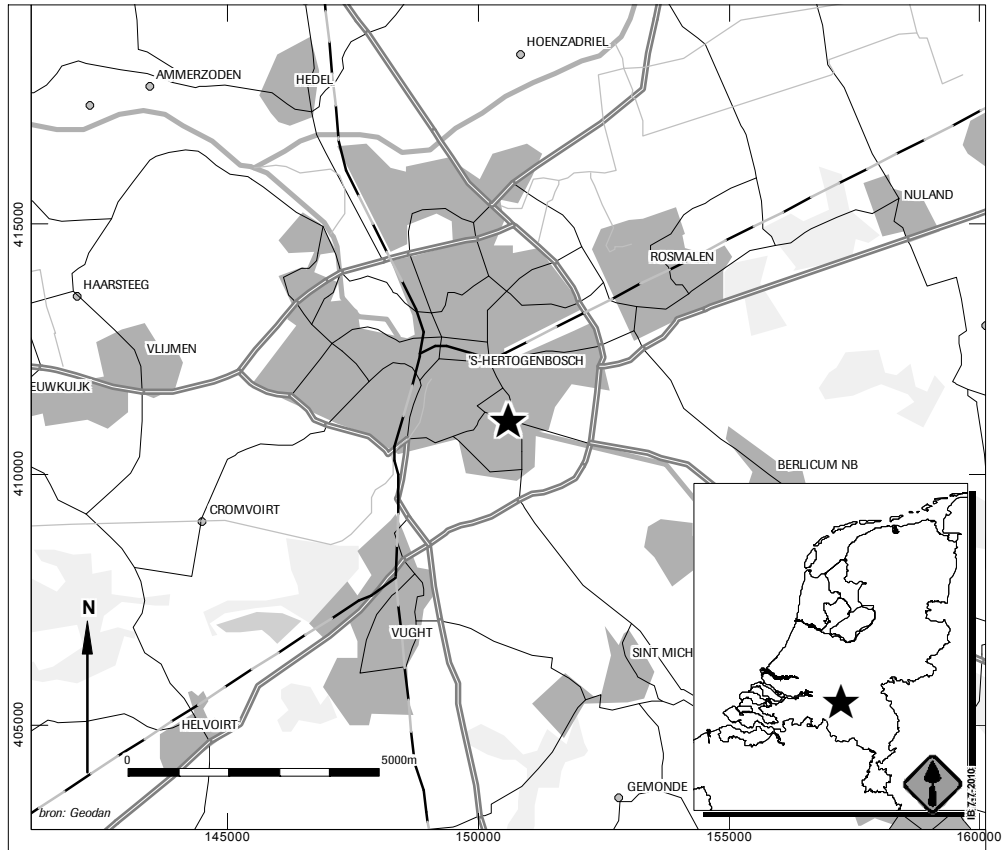 HOENZADRIEL
AMMERZODEN
HEDEL
NULAND
415000
ROSMALEN
HAARSTEEG
VLIJMEN
'S-HERTOGENBOSCH
EUWKUIJK
BERLICUM NB
410000
CROMVOIRT
N
VUGHT
SINT MICH
HELVOIRT
405000
0
5000m
GEMONDE
bron: Geodan
IB 7-7-2010
145000
150000
155000
160000